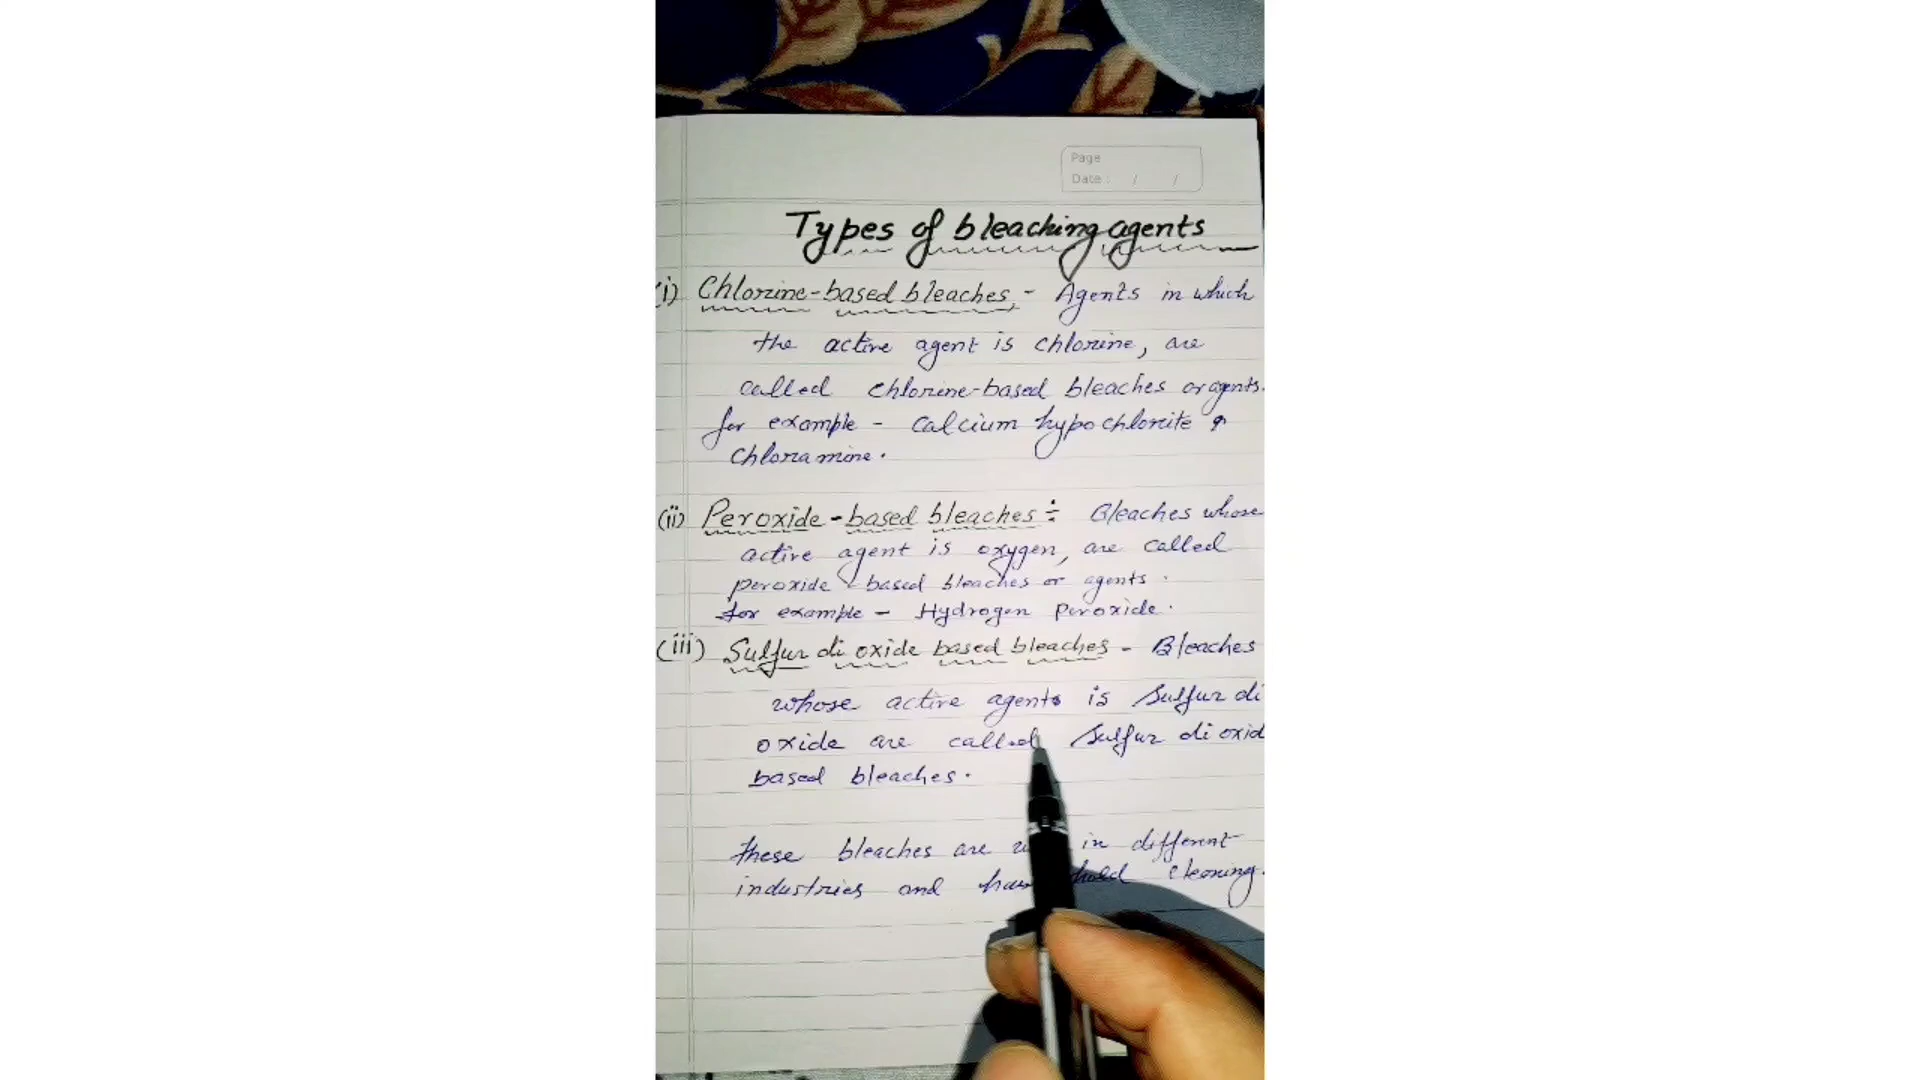 Page
Date : / /
Types of bleaching agents
(i) Chlorine-based bleaches,- Agents in which
the active agent is chlorine, are
called chlorine-based bleaches or agents.
for example - Calcium hypochlorite &
Chloramine.
(ii) Peroxide-based bleaches÷ Bleaches whose
active agent is oxygen, are called
peroxide-based bleaches or agents.
for example - Hydrogen peroxide.
(iii) Sulfur di oxide based bleaches - Bleaches
whose active agents is Sulfur di
oxide are called Sulfur di oxid
based bleaches.
these bleaches are in different
industries and hold cleaning.